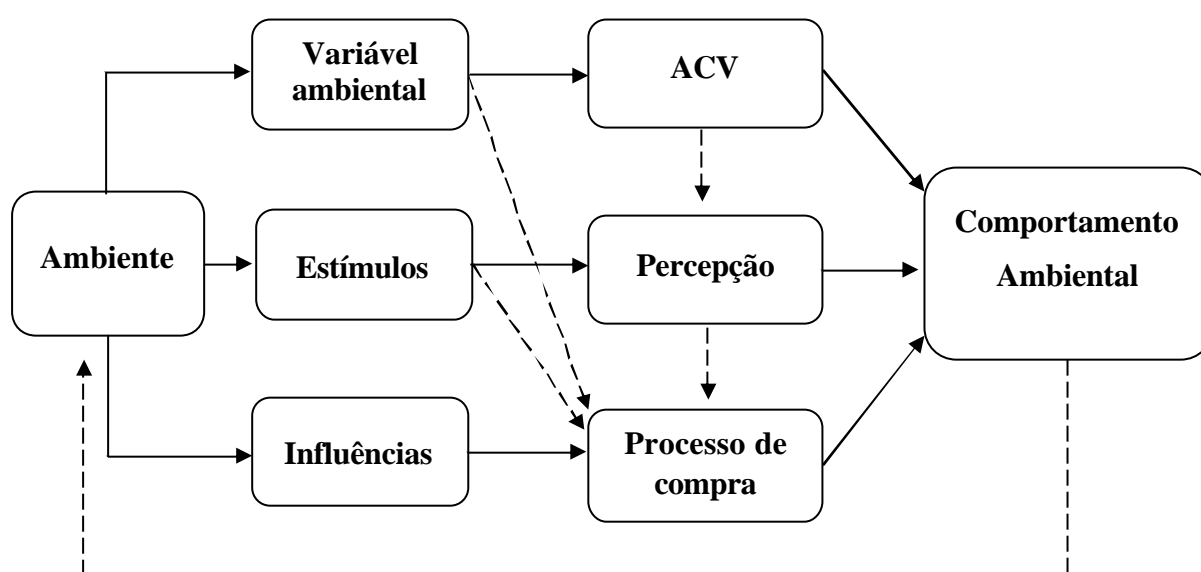 Variável
ambiental
ACV
Ambiente
Estímulos
Percepção
Comportamento
Ambiental
Influências
Processo de
compra